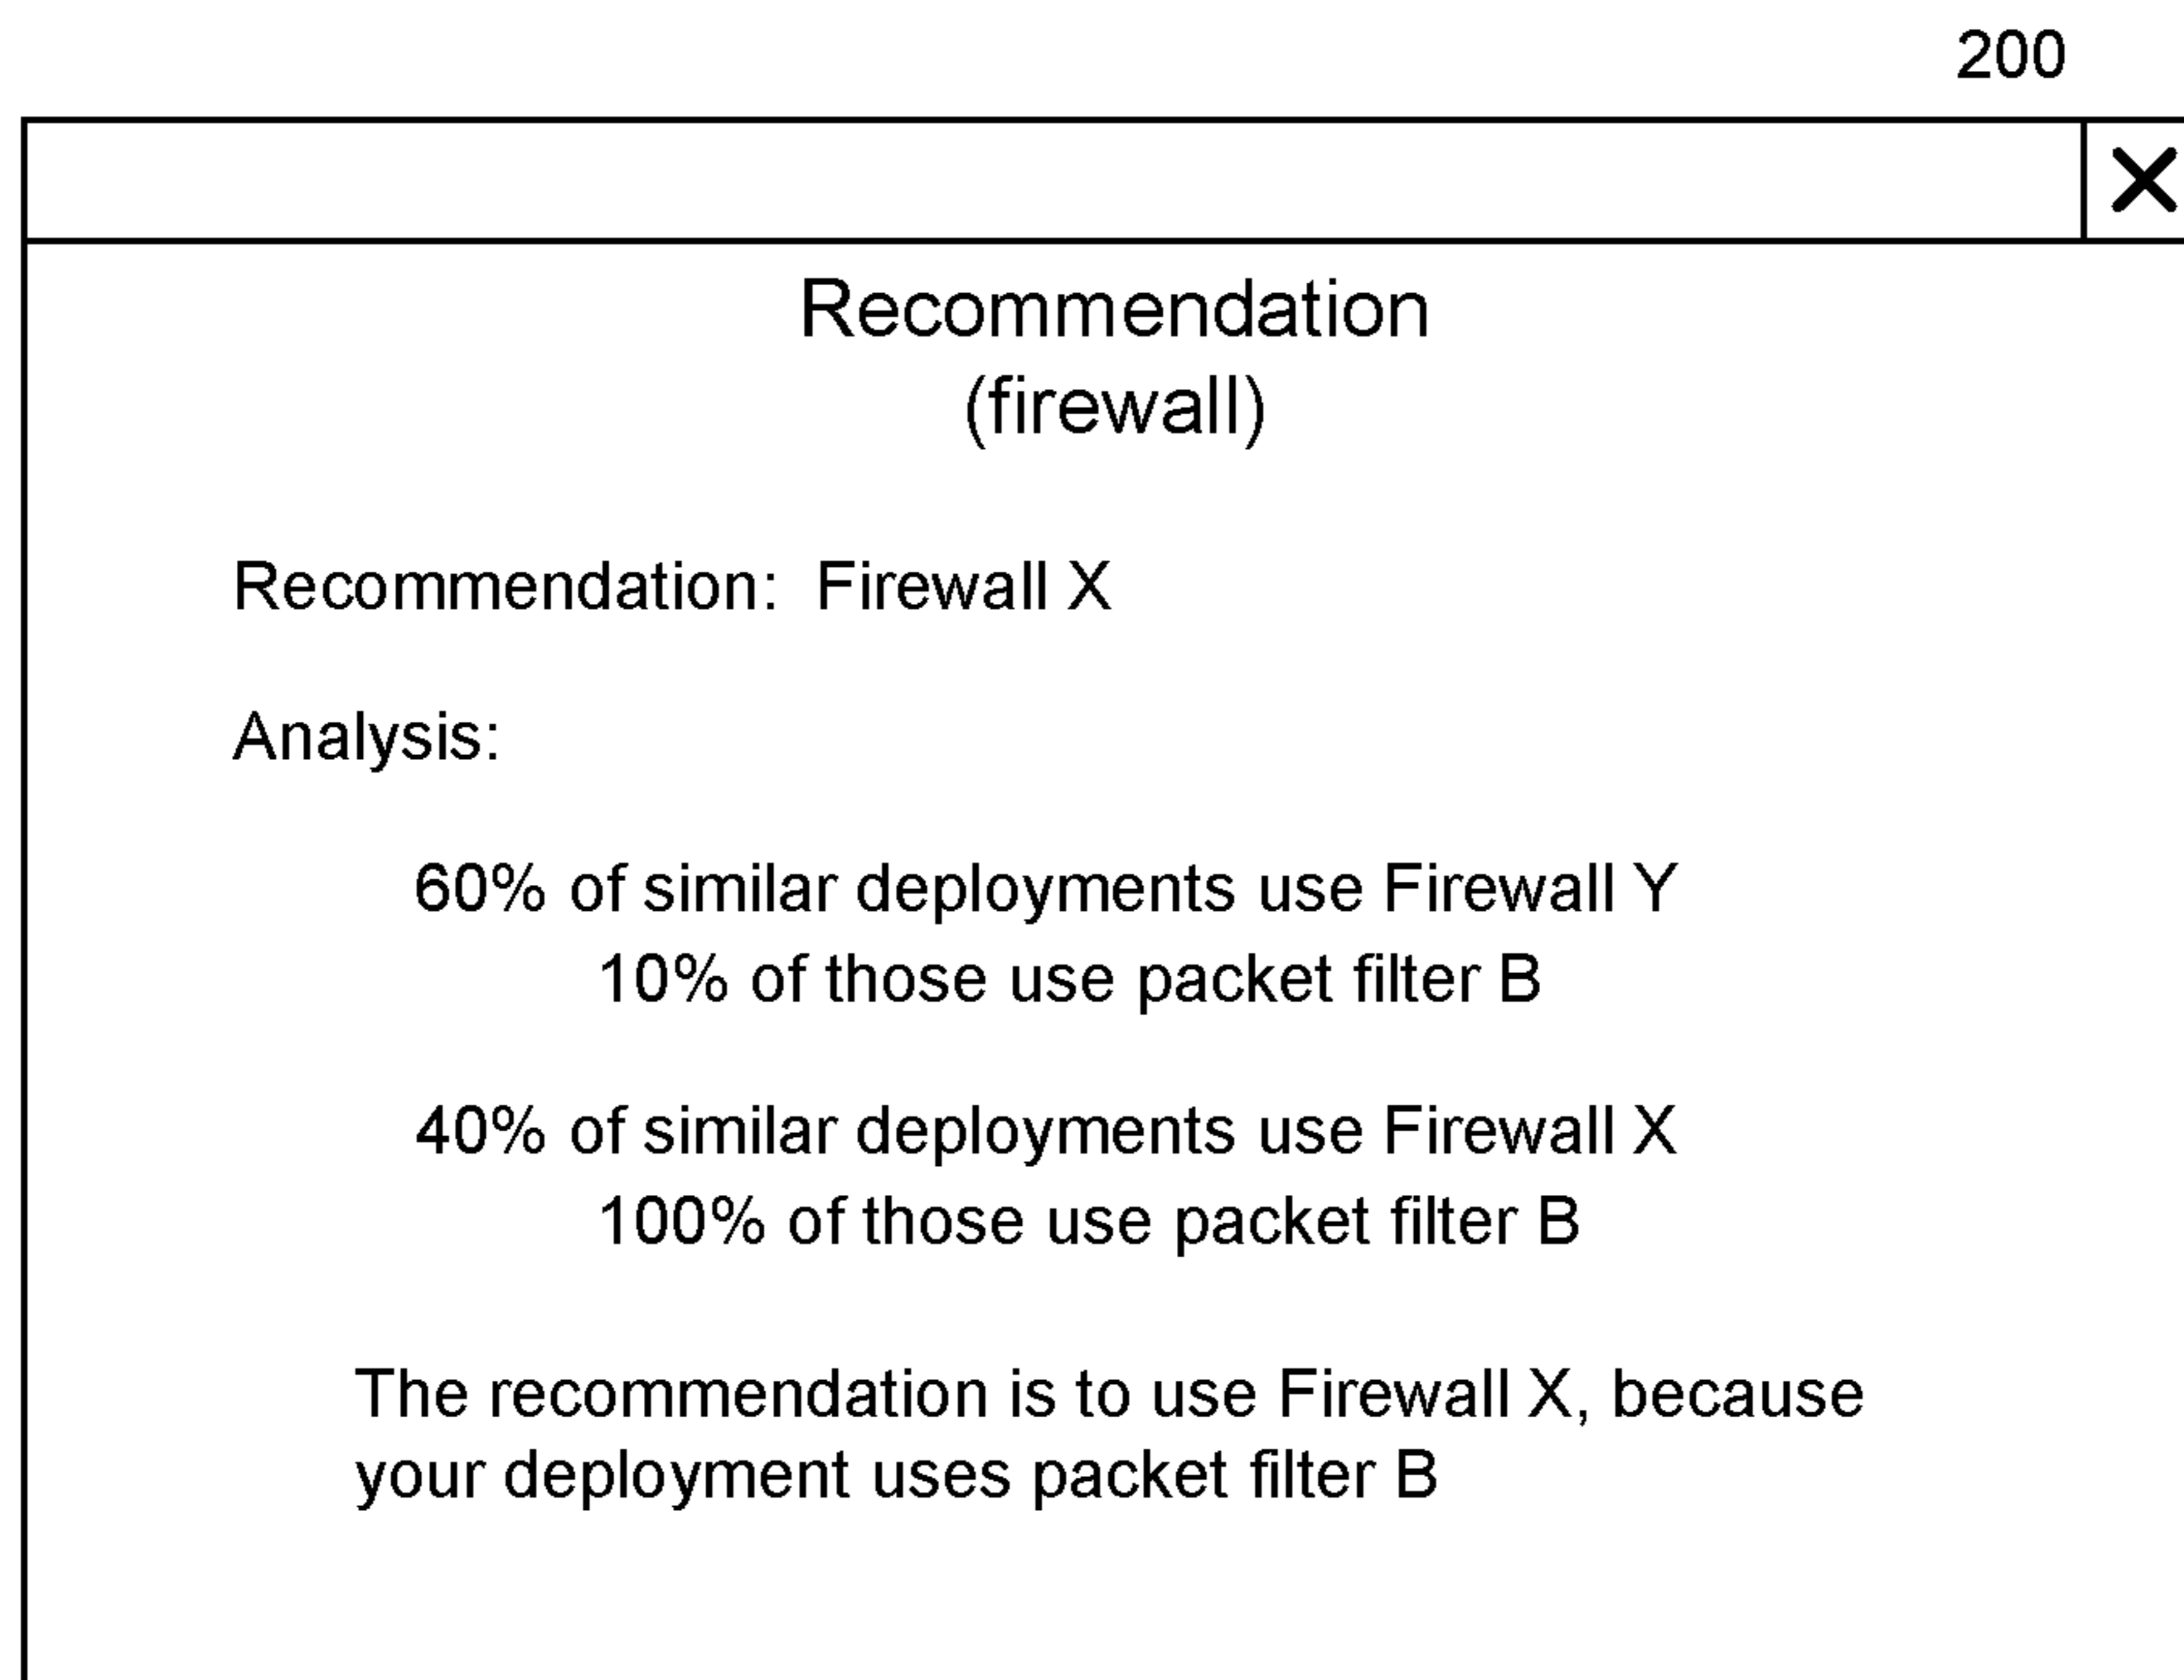 200
Recommendation
(firewall)
Recommendation: Firewall X
Analysis:
60% of similar deployments use Firewall Y
10% of those use packet filter B
40% of similar deployments use Firewall X
100% of those use packet filter B
The recommendation is to use Firewall X, because
your deployment uses packet filter B